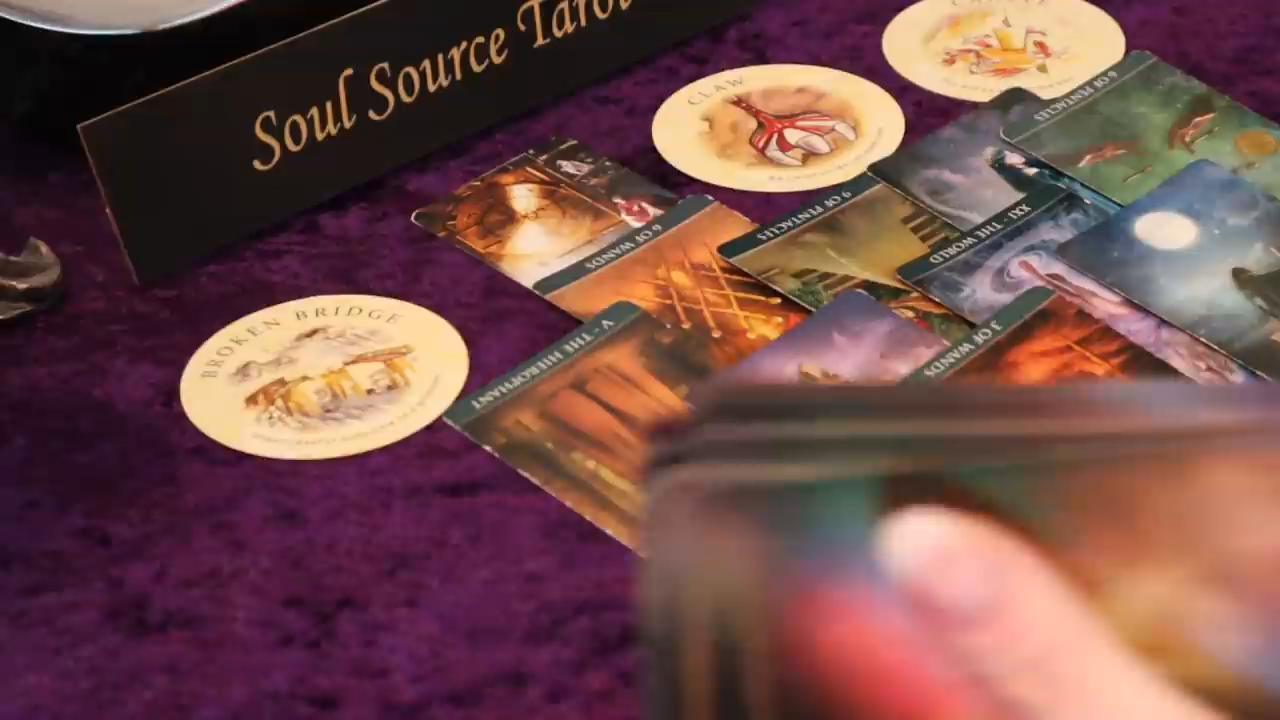 Soul Source Tarot
CLAW
6 OF PENTACLES
9 OF PENTACLES
6 OF WANDS
XXI - THE WORLD
BROKEN BRIDGE
V - THE HIEROPHANT
3 OF WANDS